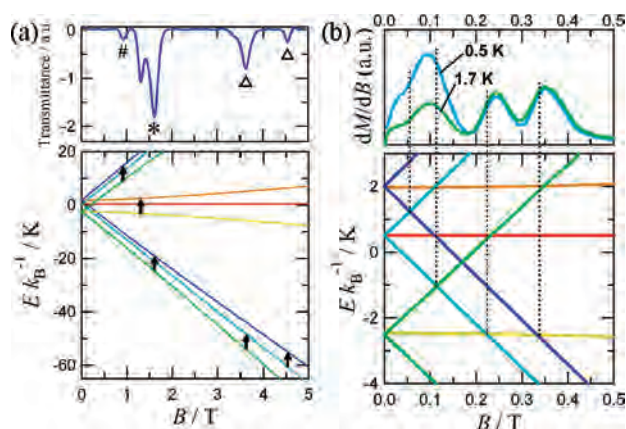 (a)
Transmittance / a.u.
0
-1
-2
#
*
Δ
Δ
E k_B^-1 / K
20
0
-20
-40
-60
0 1 2 3 4 5
B / T
(b)
0.0 0.1 0.2 0.3 0.4 0.5
dM/dB (a.u.)
0.5 K
1.7 K
E k_B^-1 / K
2
0
-2
-4
0.0 0.1 0.2 0.3 0.4 0.5
B / T